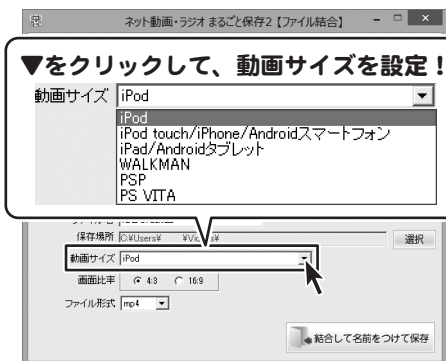 ネット動画・ラジオ まるごと保存2【ファイル結合】
▼をクリックして、動画サイズを設定!
動画サイズ iPod
iPod
iPod touch/iPhone/Androidスマートフォン
iPad/Androidタブレット
WALKMAN
PSP
PS VITA
保存場所 C:¥Users¥ ¥Videos¥ 選択
動画サイズ iPod
画面比率 4:3 16:9
ファイル形式 mp4
結合して名前をつけて保存